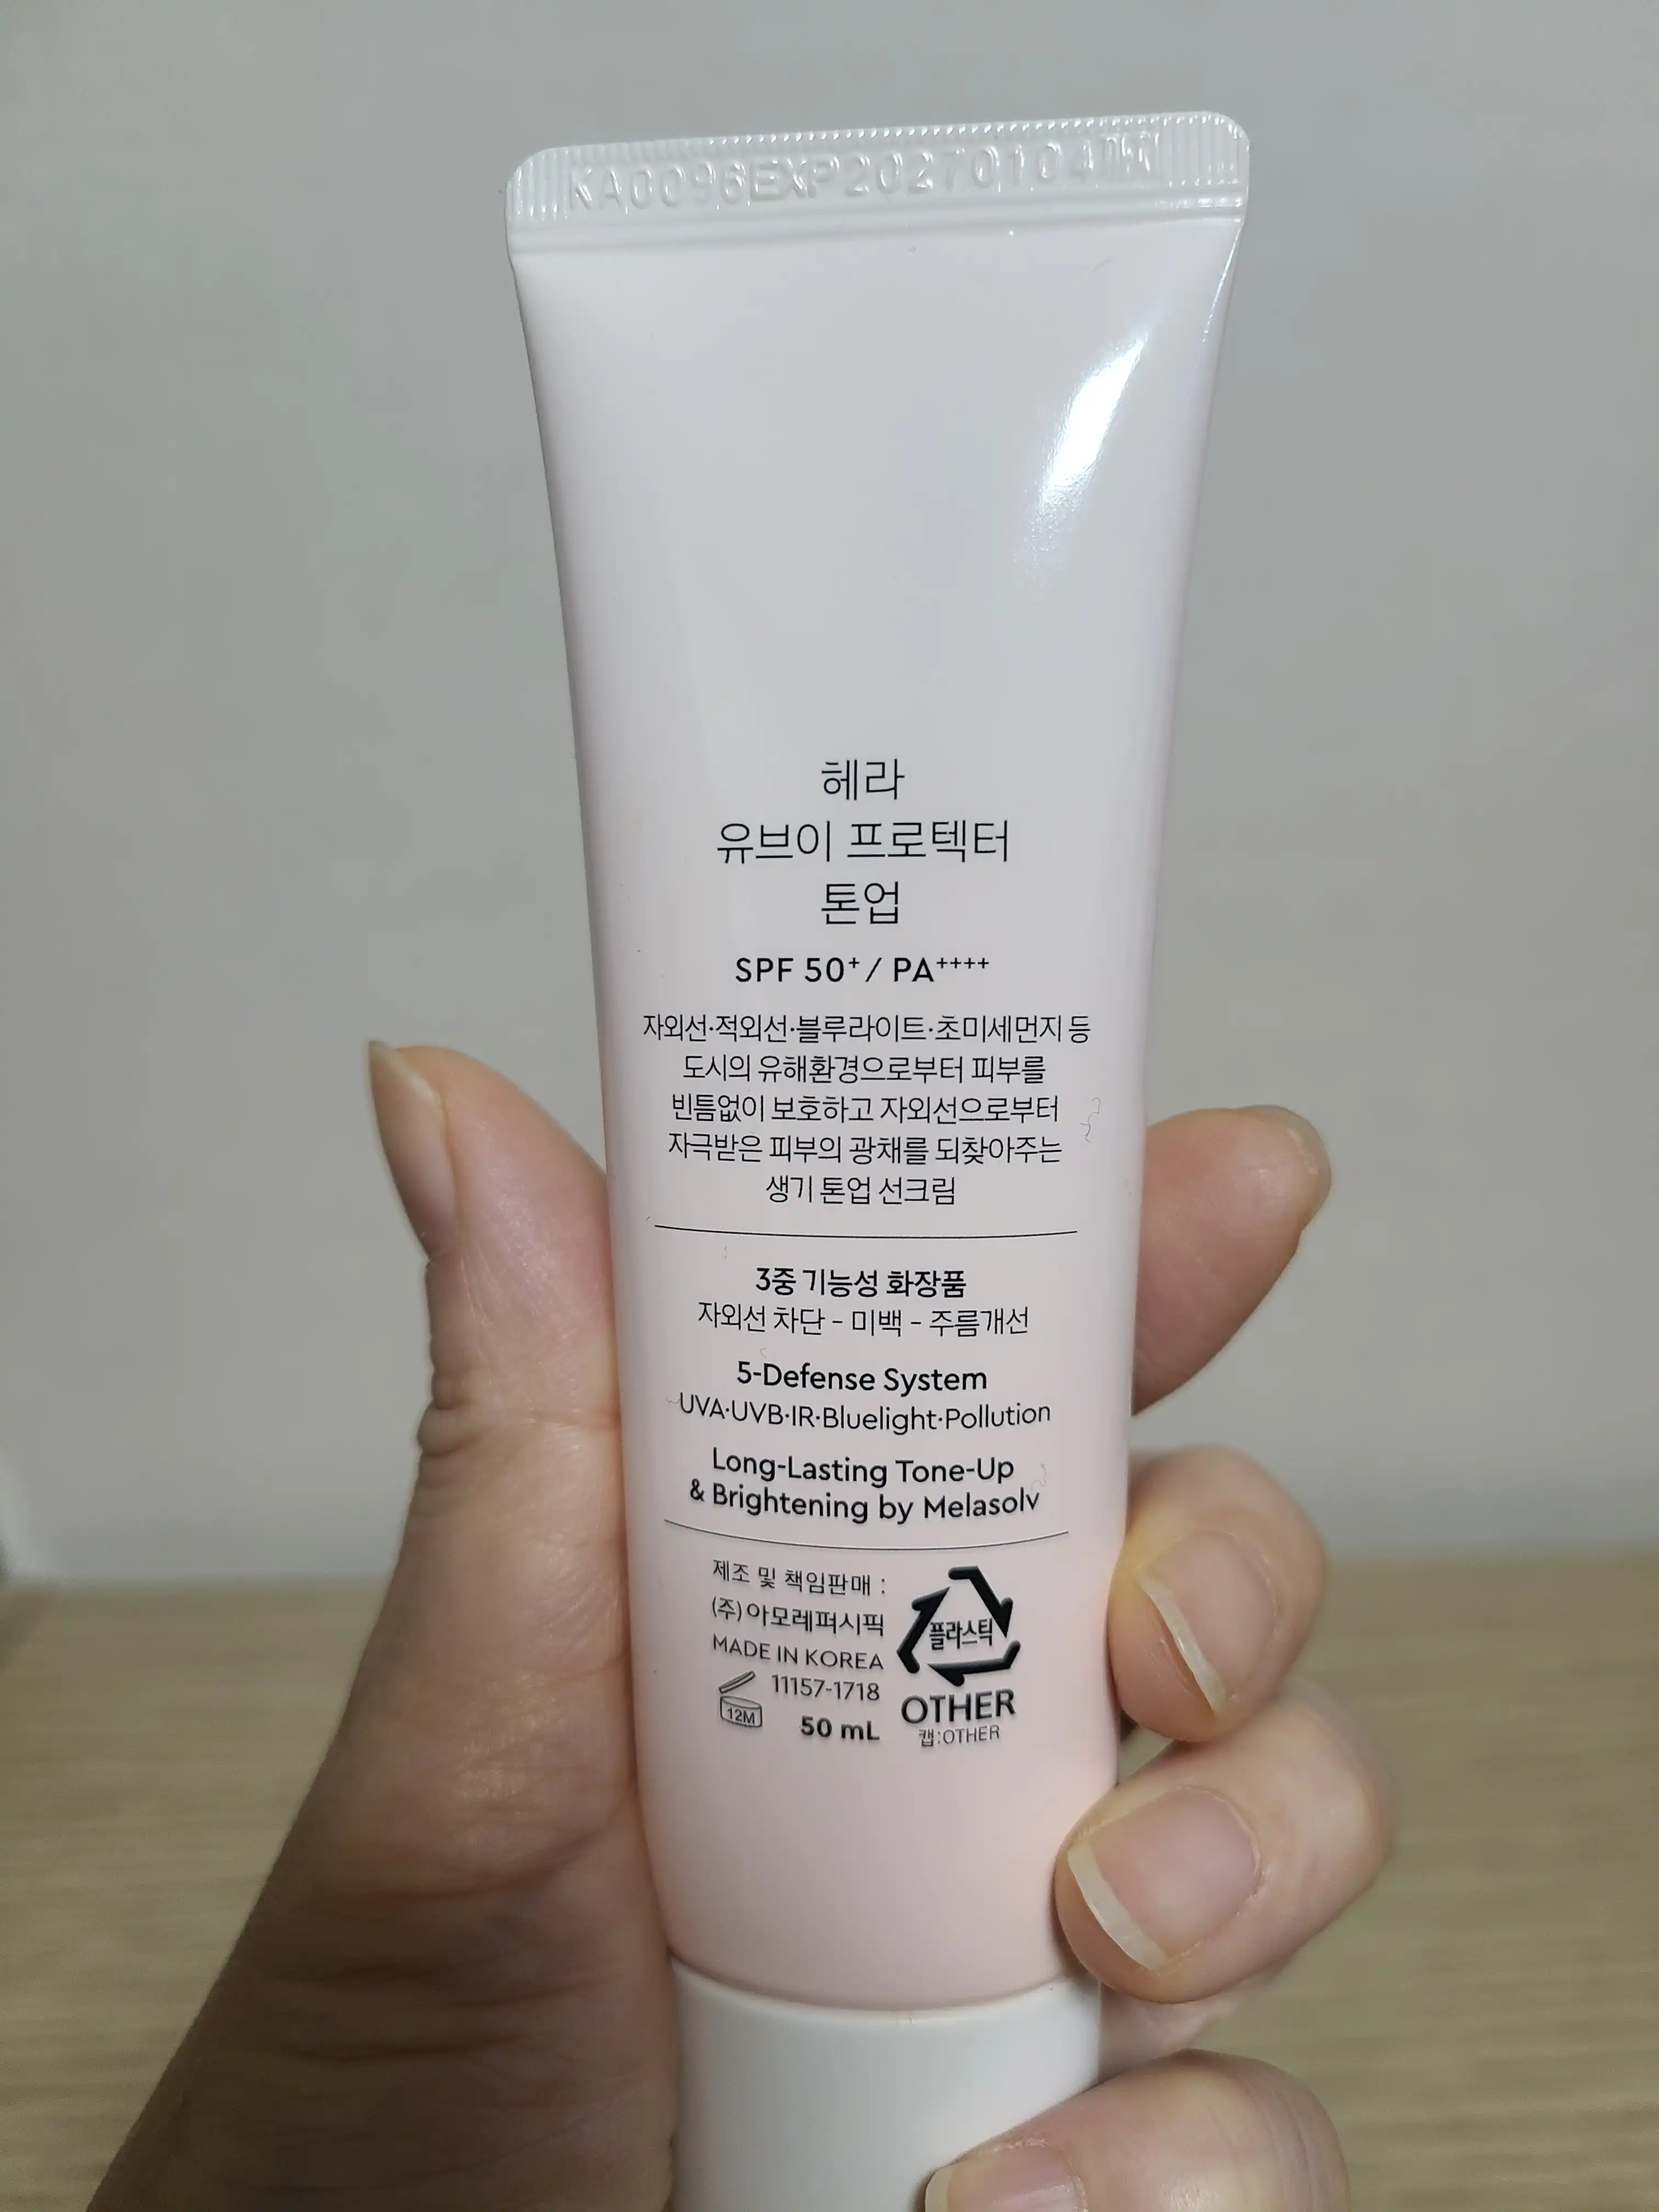 KA0096EXP20270104TR
헤라
유브이 프로텍터
톤업
SPF 50⁺ / PA⁺⁺⁺⁺
자외선·적외선·블루라이트·초미세먼지 등
도시의 유해환경으로부터 피부를
빈틈없이 보호하고 자외선으로부터
자극받은 피부의 광채를 되찾아주는
생기 톤업 선크림
3중 기능성 화장품
자외선 차단 - 미백 - 주름개선
5-Defense System
UVA·UVB·IR·Bluelight·Pollution
Long-Lasting Tone-Up
& Brightening by Melasolv
제조 및 책임판매 :
(주)아모레퍼시픽
MADE IN KOREA
11157-1718
12M
50 mL
플라스틱
OTHER
캡:OTHER